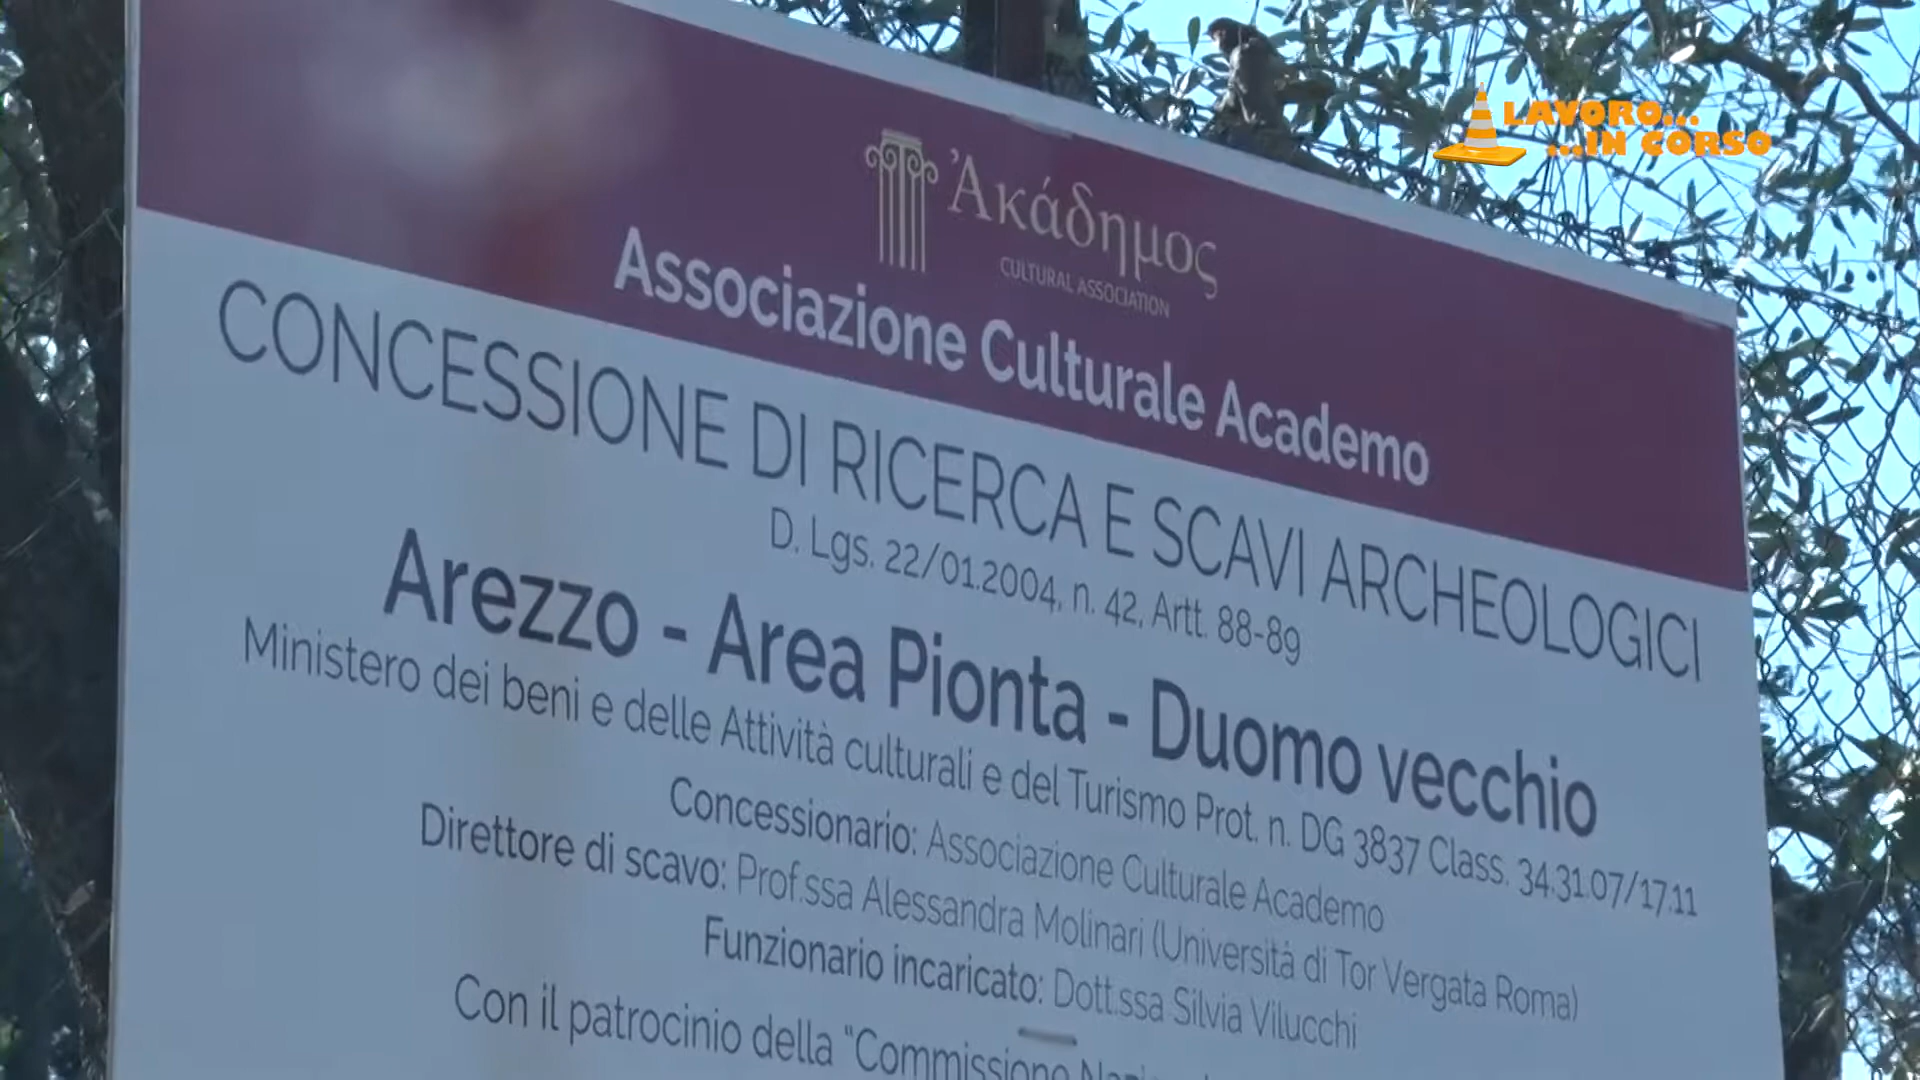 LAVORO...
...IN CORSO
Ἀκάδημος
CULTURAL ASSOCIATION
Associazione Culturale Academo
CONCESSIONE DI RICERCA E SCAVI ARCHEOLOGICI
D. Lgs. 22/01.2004, n. 42, Artt. 88-89
Arezzo - Area Pionta - Duomo vecchio
Ministero dei beni e delle Attività culturali e del Turismo Prot. n. DG 3837 Class. 34.31.07/17.11
Concessionario: Associazione Culturale Academo
Direttore di scavo: Prof.ssa Alessandra Molinari (Università di Tor Vergata Roma)
Funzionario incaricato: Dott.ssa Silvia Vilucchi
Con il patrocinio della “Commissione